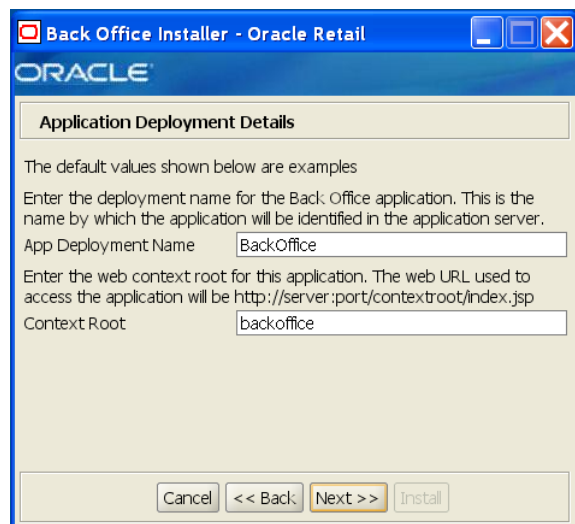 Back Office Installer - Oracle Retail
ORACLE
Application Deployment Details
The default values shown below are examples
Enter the deployment name for the Back Office application. This is the
name by which the application will be identified in the application server.
App Deployment Name BackOffice
Enter the web context root for this application. The web URL used to
access the application will be http://server:port/contextroot/index.jsp
Context Root backoffice
Cancel << Back Next >> Install